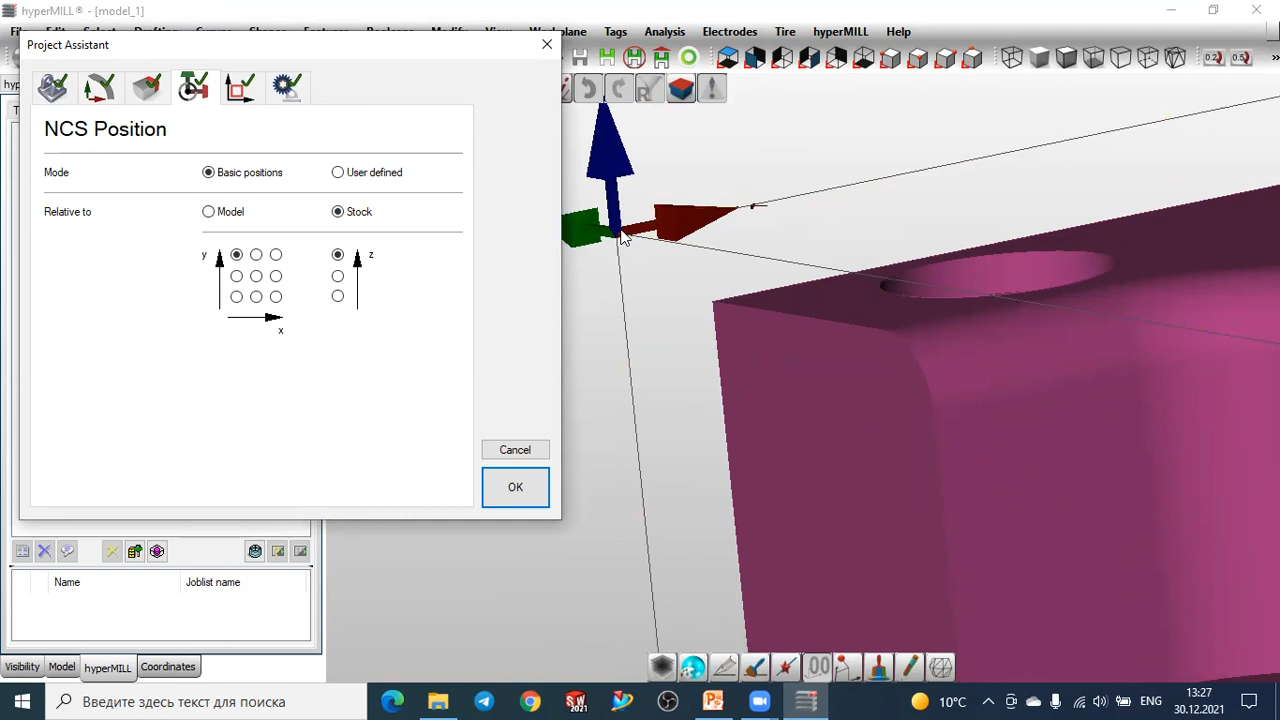 hyperMILL® - [model_1]
Tags Analysis Electrodes Tire hyperMILL Help
Project Assistant
NCS Position
Mode Basic positions User defined
Relative to Model Stock
y z
x
Cancel
OK
Name Joblist name
Visibility Model hyperMILL Coordinates
Введите здесь текст для поиска
10°C
13:27
30.12.2021